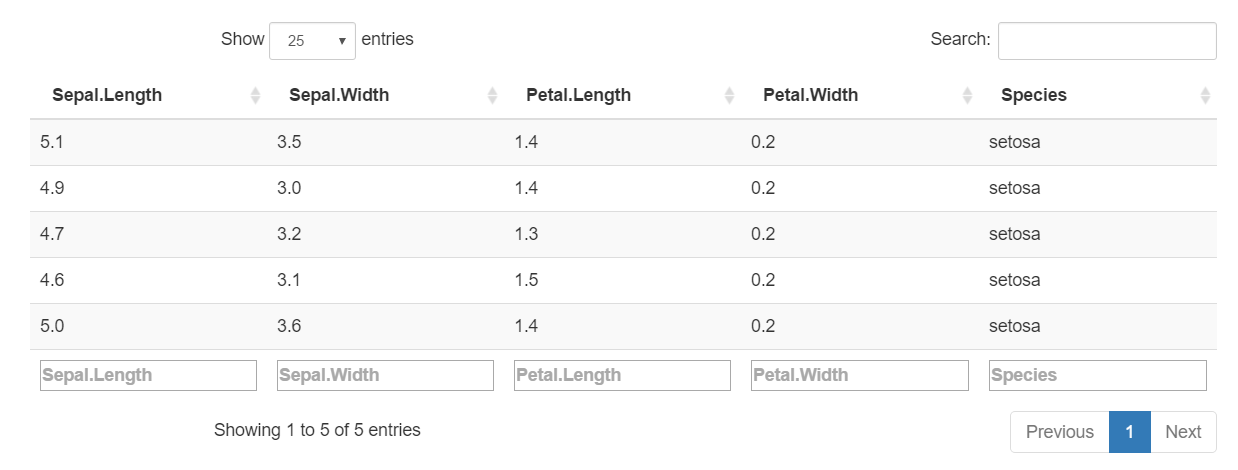 Show 25 entries Search:
Sepal.Length Sepal.Width Petal.Length Petal.Width Species
5.1 3.5 1.4 0.2 setosa
4.9 3.0 1.4 0.2 setosa
4.7 3.2 1.3 0.2 setosa
4.6 3.1 1.5 0.2 setosa
5.0 3.6 1.4 0.2 setosa
Sepal.Length Sepal.Width Petal.Length Petal.Width Species
Showing 1 to 5 of 5 entries Previous 1 Next